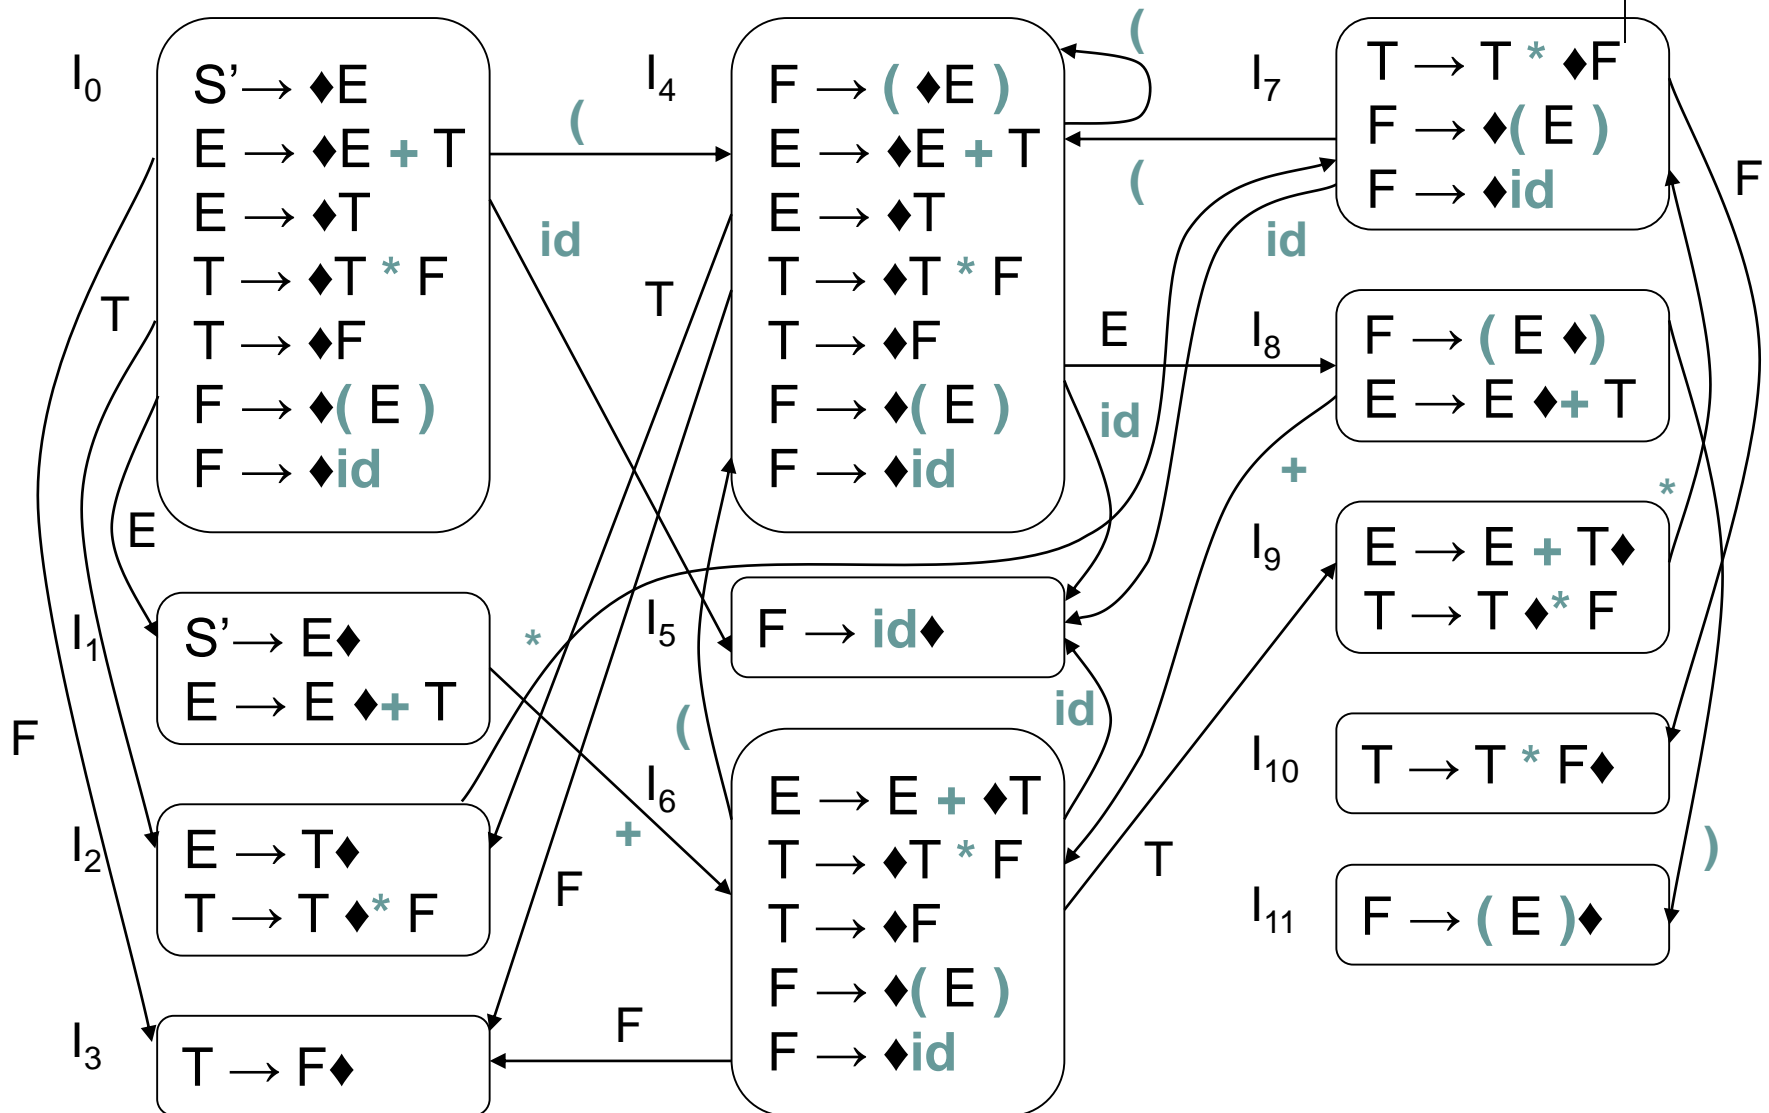 I0
S’→ ♦E
E → ♦E + T
E → ♦T
T → ♦T * F
T → ♦F
F → ♦( E )
F → ♦id
(
id
T
T
E
F
I1
S’→ E♦
E → E ♦+ T
I2
E → T♦
T → T ♦* F
I3
T → F♦
*
+
F
F
I4
F → ( ♦E )
E → ♦E + T
E → ♦T
T → ♦T * F
T → ♦F
F → ♦( E )
F → ♦id
(
(
id
E
id
+
I5
F → id♦
(
id
I6
E → E + ♦T
T → ♦T * F
T → ♦F
F → ♦( E )
F → ♦id
T
I7
T → T * ♦F
F → ♦( E )
F → ♦id
F
I8
F → ( E ♦)
E → E ♦+ T
*
I9
E → E + T♦
T → T ♦* F
I10
T → T * F♦
)
I11
F → ( E )♦